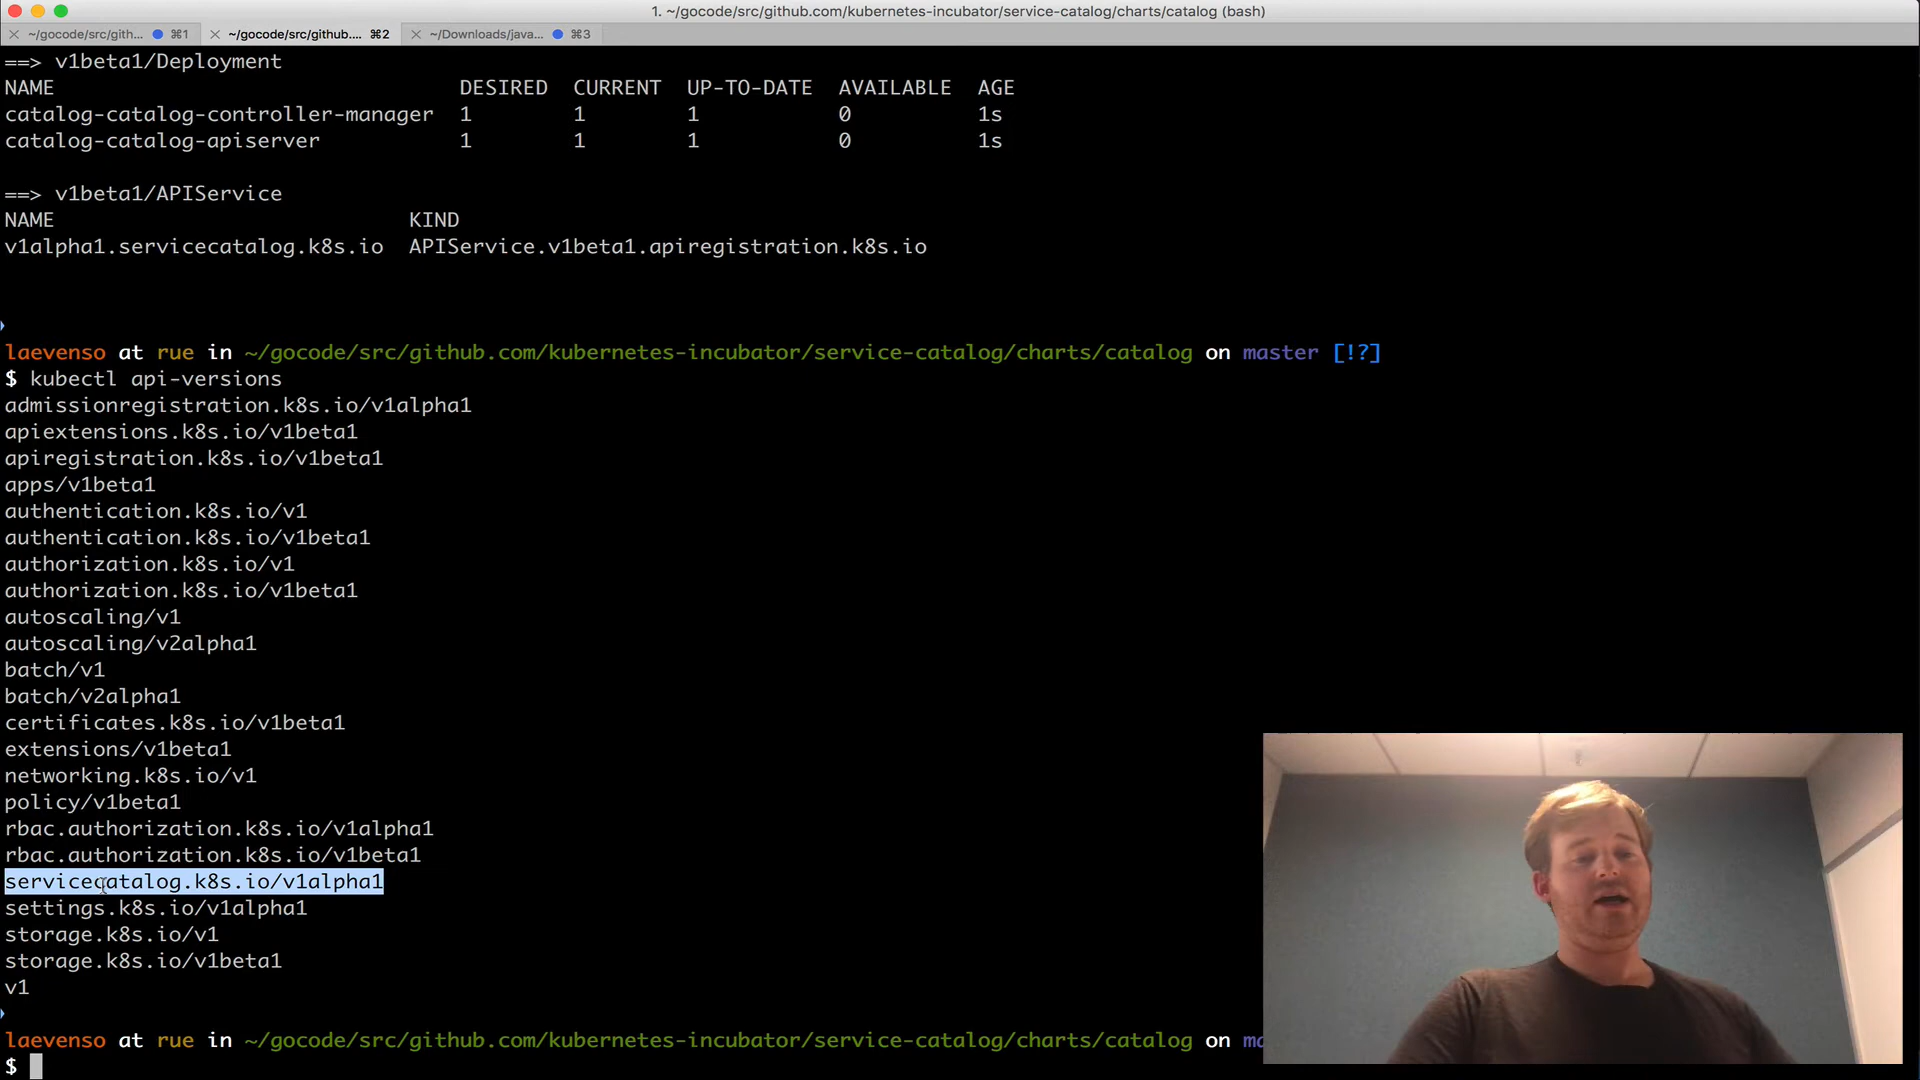 1. ~/gocode/src/github.com/kubernetes-incubator/service-catalog/charts/catalog (bash)
~/gocode/src/gith... ⌘1 ~/gocode/src/github.... ⌘2 ~/Downloads/java... ⌘3
==> v1beta1/Deployment
NAME DESIRED CURRENT UP-TO-DATE AVAILABLE AGE
catalog-catalog-controller-manager 1 1 1 0 1s
catalog-catalog-apiserver 1 1 1 0 1s
==> v1beta1/APIService
NAME KIND
v1alpha1.servicecatalog.k8s.io APIService.v1beta1.apiregistration.k8s.io
laevenso at rue in ~/gocode/src/github.com/kubernetes-incubator/service-catalog/charts/catalog on master [!?]
$ kubectl api-versions
admissionregistration.k8s.io/v1alpha1
apiextensions.k8s.io/v1beta1
apiregistration.k8s.io/v1beta1
apps/v1beta1
authentication.k8s.io/v1
authentication.k8s.io/v1beta1
authorization.k8s.io/v1
authorization.k8s.io/v1beta1
autoscaling/v1
autoscaling/v2alpha1
batch/v1
batch/v2alpha1
certificates.k8s.io/v1beta1
extensions/v1beta1
networking.k8s.io/v1
policy/v1beta1
rbac.authorization.k8s.io/v1alpha1
rbac.authorization.k8s.io/v1beta1
servicecatalog.k8s.io/v1alpha1
settings.k8s.io/v1alpha1
storage.k8s.io/v1
storage.k8s.io/v1beta1
v1
laevenso at rue in ~/gocode/src/github.com/kubernetes-incubator/service-catalog/charts/catalog on
$